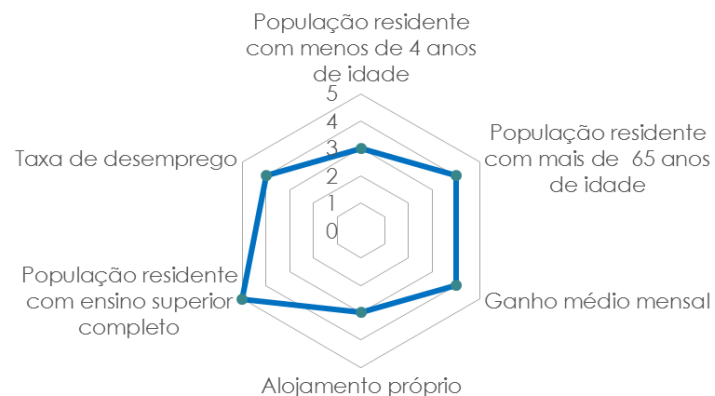 População residente
com menos de 4 anos
de idade
5
4
3
2
1
0
População residente
com mais de  65 anos
de idade
Ganho médio mensal
Alojamento próprio
População residente
com ensino superior
completo
Taxa de desemprego